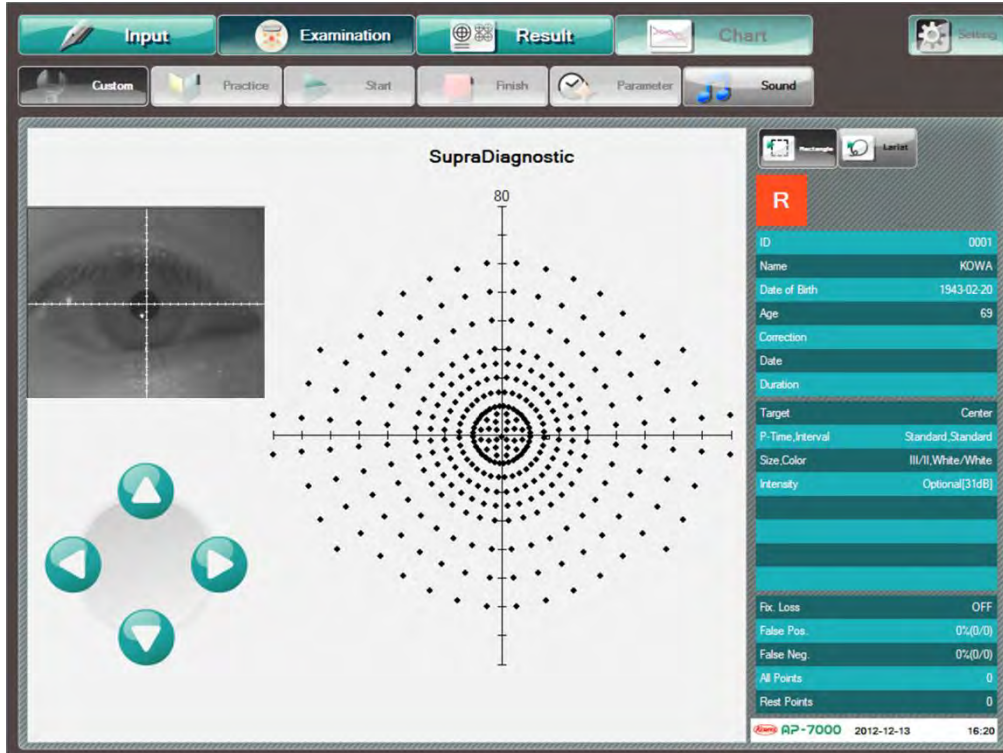 Input Examination Result Chart Setting
Custom Practice Start Finish Parameter Sound
SupraDiagnostic
80
Rectangle Lariat
R
ID 0001
Name KOWA
Date of Birth 1943-02-20
Age 69
Correction
Date
Duration
Target Center
P-Time,Interval Standard,Standard
Size,Color III/II,White/White
Intensity Optional[31dB]
Fix. Loss OFF
False Pos. 0%(0/0)
False Neg. 0%(0/0)
All Points 0
Rest Points 0
Kowa AP-7000 2012-12-13 16:20